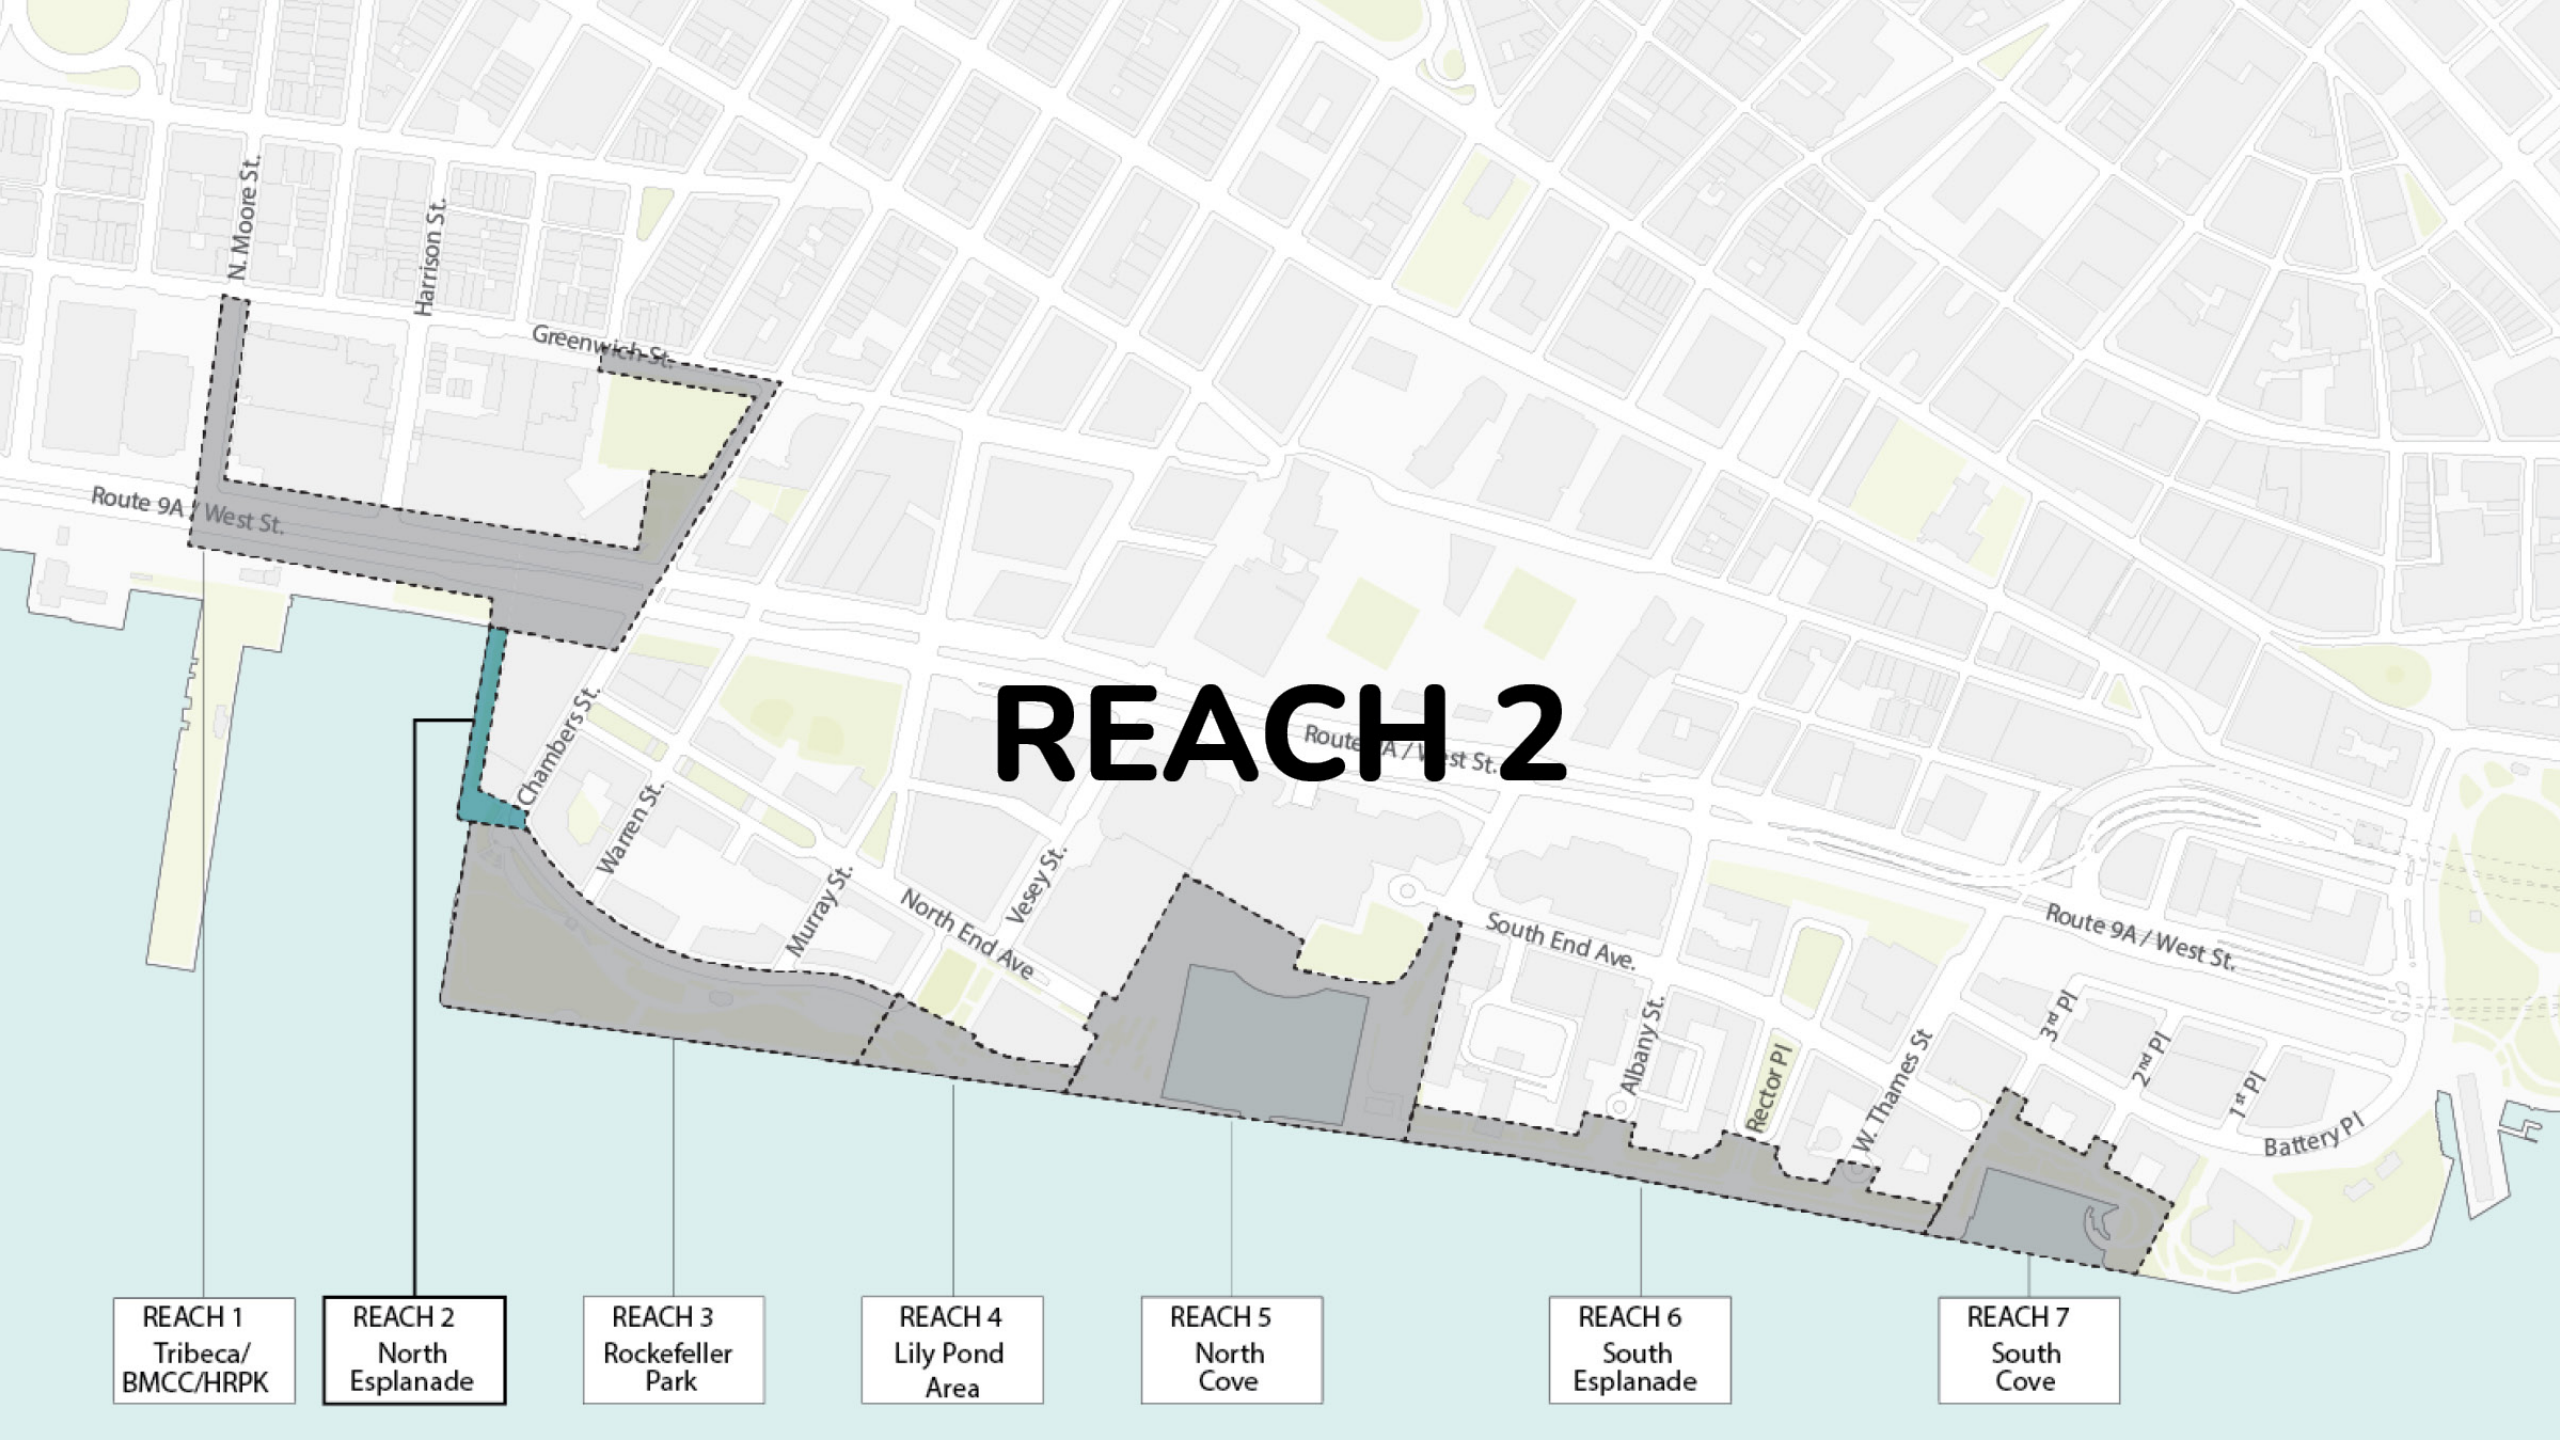 N. Moore St.
Harrison St.
Greenwich St.
Route 9A / West St.
Chambers St.
Warren St.
Murray St.
North End Ave
Vesey St.
REACH 2
Route 9A / West St.
South End Ave.
Albany St.
Rector Pl
W. Thames St
Route 9A / West St.
3rd Pl
2nd Pl
1st Pl
Battery Pl
REACH 1
Tribeca/
BMCC/HRPK
REACH 2
North
Esplanade
REACH 3
Rockefeller
Park
REACH 4
Lily Pond
Area
REACH 5
North
Cove
REACH 6
South
Esplanade
REACH 7
South
Cove